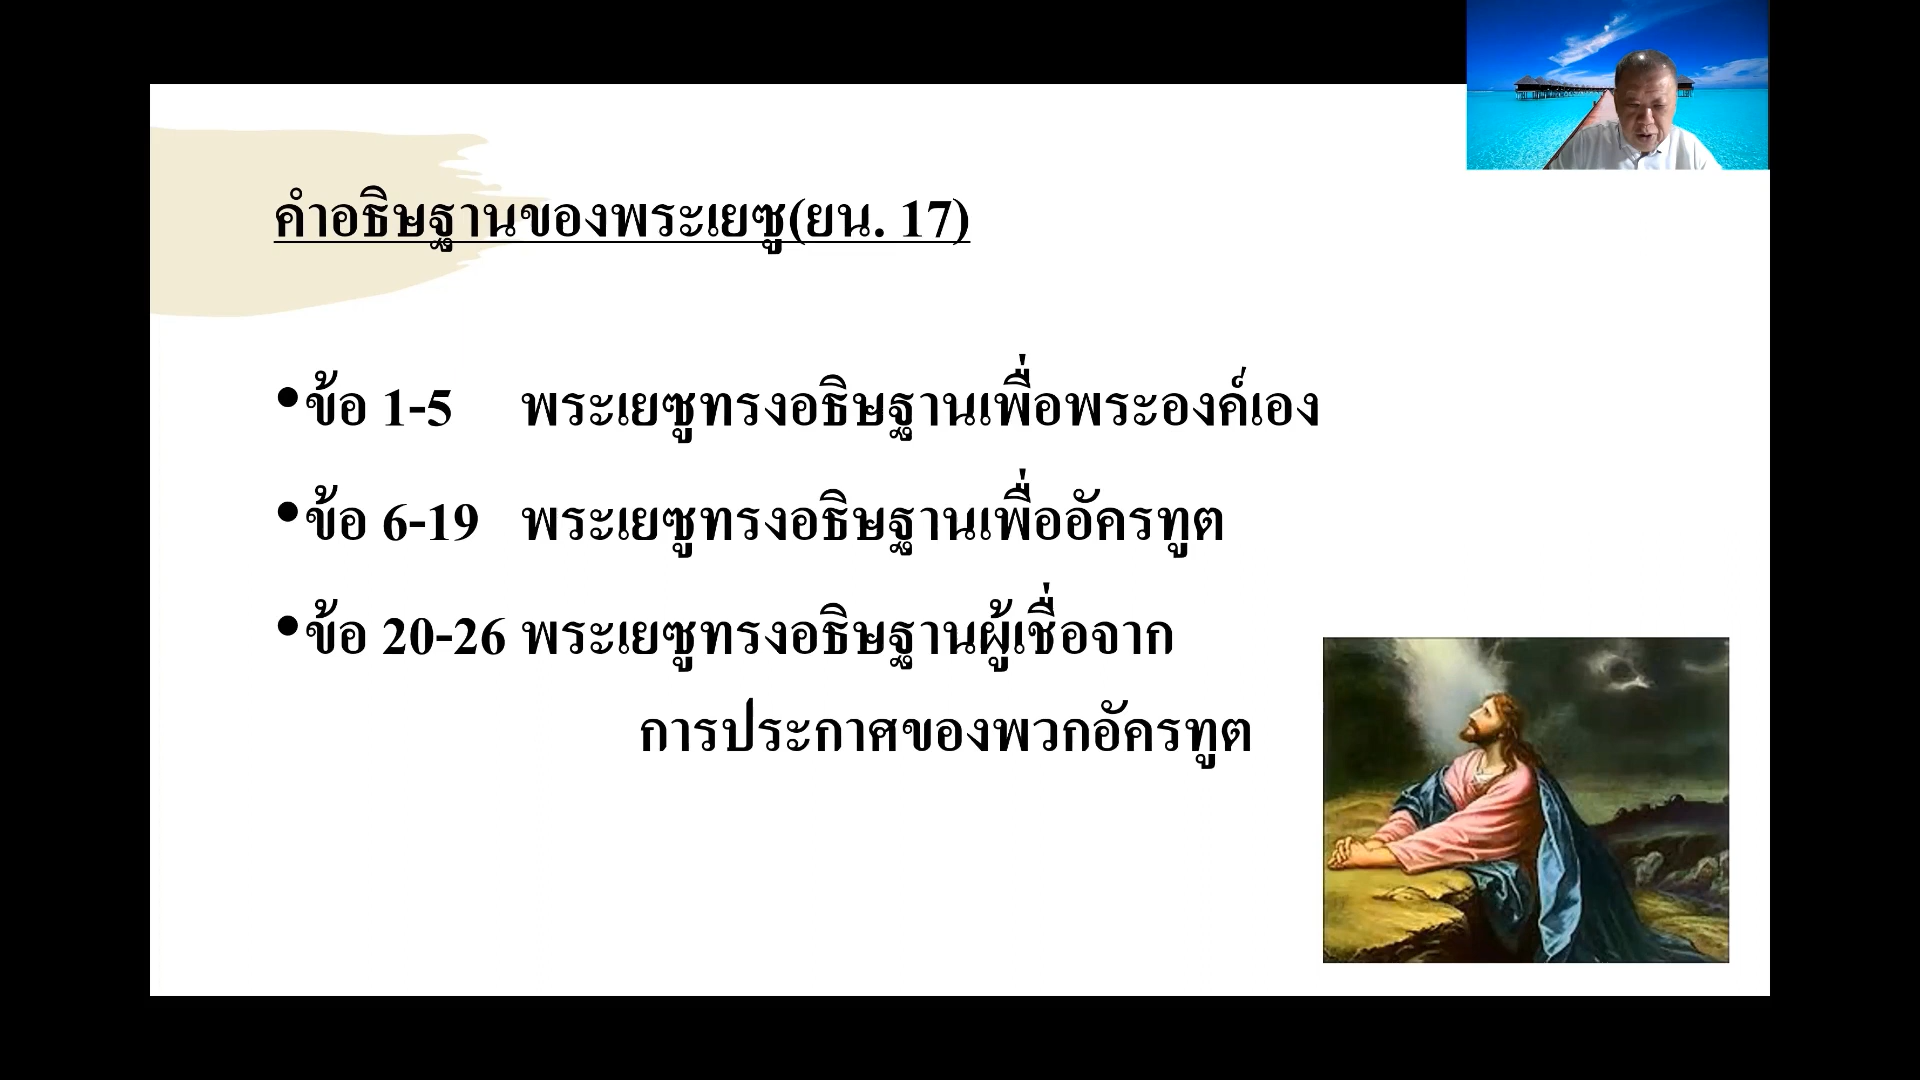 คำอธิษฐานของพระเยซู(ยน. 17)
•ข้อ 1-5 พระเยซูทรงอธิษฐานเพื่อพระองค์เอง
•ข้อ 6-19 พระเยซูทรงอธิษฐานเพื่ออัครทูต
•ข้อ 20-26 พระเยซูทรงอธิษฐานผู้เชื่อจาก
การประกาศของพวกอัครทูต